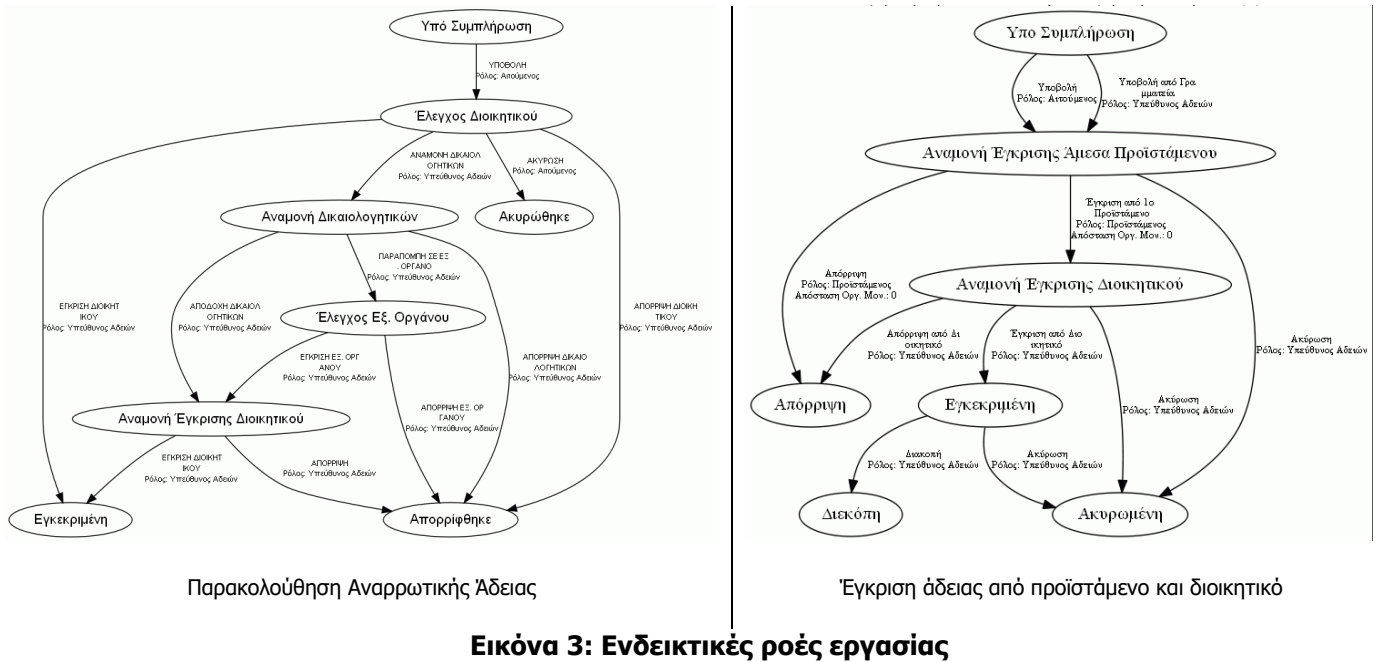 Υπό Συμπλήρωση
ΥΠΟΒΟΛΗ
Ρόλος: Αιτούμενος
Έλεγχος Διοικητικού
ΑΝΑΜΟΝΗ ΔΙΚΑΙΟΛ
ΟΓΗΤΙΚΩΝ
Ρόλος: Υπεύθυνος Αδειών
ΑΚΥΡΩΣΗ
Ρόλος: Αιτούμενος
Αναμονή Δικαιολογητικών
Ακυρώθηκε
ΠΑΡΑΠΟΜΠΗ ΣΕ ΕΞ
. ΟΡΓΑΝΟ
Ρόλος: Υπεύθυνος Αδειών
ΕΓΚΡΙΣΗ ΔΙΟΙΚΗΤ
ΙΚΟΥ
Ρόλος: Υπεύθυνος Αδειών
ΑΠΟΔΟΧΗ ΔΙΚΑΙΟΛ
ΟΓΗΤΙΚΩΝ
Ρόλος: Υπεύθυνος Αδειών
Έλεγχος Εξ. Οργάνου
ΑΠΟΡΡΙΨΗ ΔΙΟΙΚΗ
ΤΙΚΟΥ
Ρόλος: Υπεύθυνος Αδειών
ΕΓΚΡΙΣΗ ΕΞ. ΟΡΓ
ΑΝΟΥ
Ρόλος: Υπεύθυνος Αδειών
ΑΠΟΡΡΙΨΗ ΔΙΚΑΙΟ
ΛΟΓΗΤΙΚΩΝ
Ρόλος: Υπεύθυνος Αδειών
Αναμονή Έγκρισης Διοικητικού
ΑΠΟΡΡΙΨΗ ΕΞ. ΟΡ
ΓΑΝΟΥ
Ρόλος: Υπεύθυνος Αδειών
ΕΓΚΡΙΣΗ ΔΙΟΙΚΗΤ
ΙΚΟΥ
Ρόλος: Υπεύθυνος Αδειών
ΑΠΟΡΡΙΨΗ
Ρόλος: Υπεύθυνος Αδειών
Εγκεκριμένη
Απορρίφθηκε
Παρακολούθηση Αναρρωτικής Άδειας
Υπο Συμπλήρωση
Υποβολή
Ρόλος: Αιτούμενος
Υποβολή από Γρα
μματεία
Ρόλος: Υπεύθυνος Αδειών
Αναμονή Έγκρισης Άμεσα Προϊστάμενου
Έγκριση από 1ο
Προϊστάμενο
Ρόλος: Προϊστάμενος
Απόσταση Οργ. Μον.: 0
Απόρριψη
Ρόλος: Προϊστάμενος
Απόσταση Οργ. Μον.: 0
Αναμονή Έγκρισης Διοικητικού
Απόρριψη από Δι
οικητικό
Ρόλος: Υπεύθυνος Αδειών
Έγκριση από Διο
ικητικό
Ρόλος: Υπεύθυνος Αδειών
Ακύρωση
Ρόλος: Υπεύθυνος Αδειών
Απόρριψη
Εγκεκριμένη
Ακύρωση
Ρόλος: Υπεύθυνος Αδειών
Διακοπή
Ρόλος: Υπεύθυνος Αδειών
Ακύρωση
Ρόλος: Υπεύθυνος Αδειών
Διεκόπη
Ακυρωμένη
Έγκριση άδειας από προϊστάμενο και διοικητικό
Εικόνα 3: Ενδεικτικές ροές εργασίας